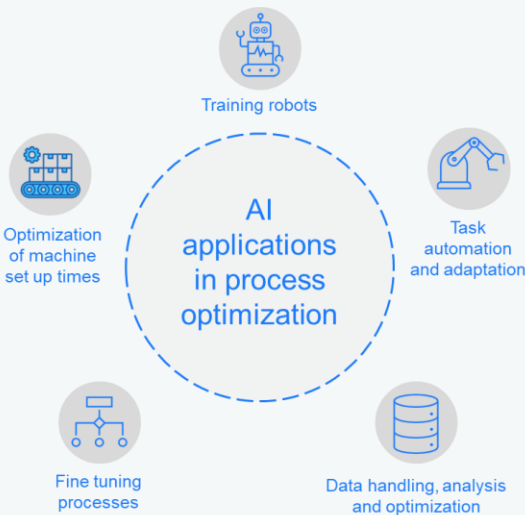 Training robots
AI
applications
in process
optimization
Task
automation
and adaptation
Data handling, analysis
and optimization
Fine tuning
processes
Optimization
of machine
set up times